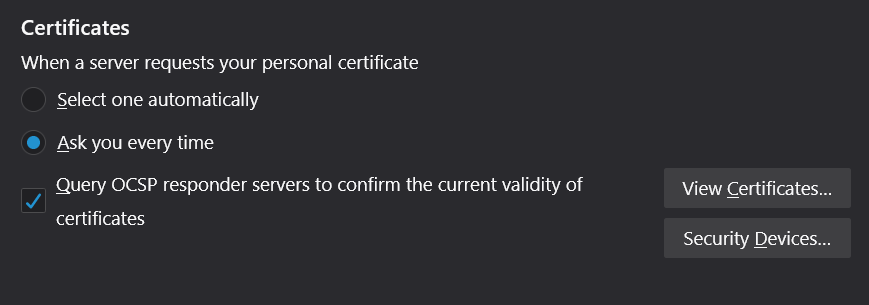 Certificates
When a server requests your personal certificate
Select one automatically
Ask you every time
Query OCSP responder servers to confirm the current validity of
certificates
View Certificates...
Security Devices...